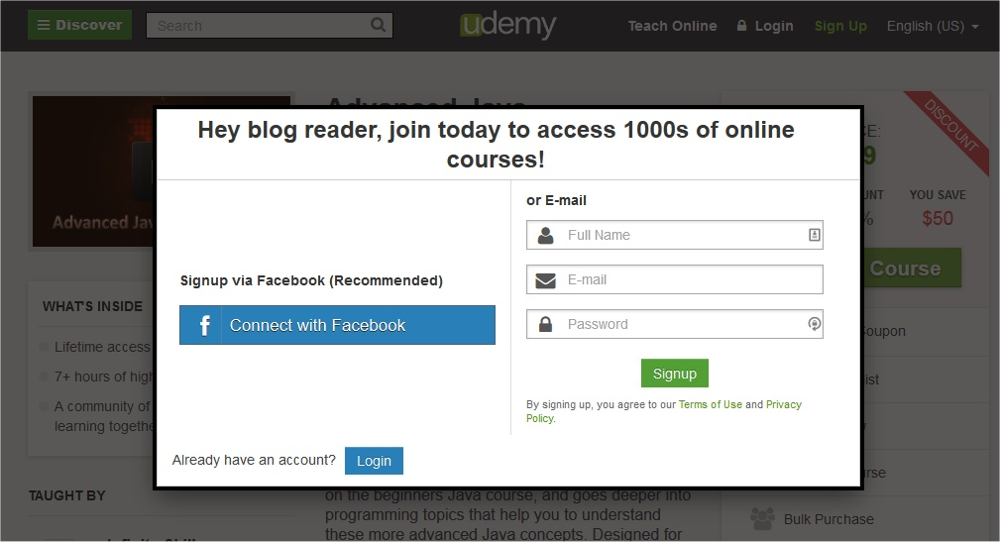 Discover
Search
udemy
Teach Online
Login
Sign Up
English (US)
Hey blog reader, join today to access 1000s of online
courses!
Signup via Facebook (Recommended)
Connect with Facebook
or E-mail
Full Name
E-mail
Password
Signup
By signing up, you agree to our Terms of Use and Privacy
Policy.
Already have an account? Login
Advanced Java
WHAT'S INSIDE
Lifetime access
7+ hours of
A community of
learning
TAUGHT BY
on the beginners Java course, and goes deeper into
programming topics that help you to understand
these more advanced Java concepts. Designed for
DISCOUNT
9
YOU SAVE
%
$50
Course
Coupon
Bulk Purchase